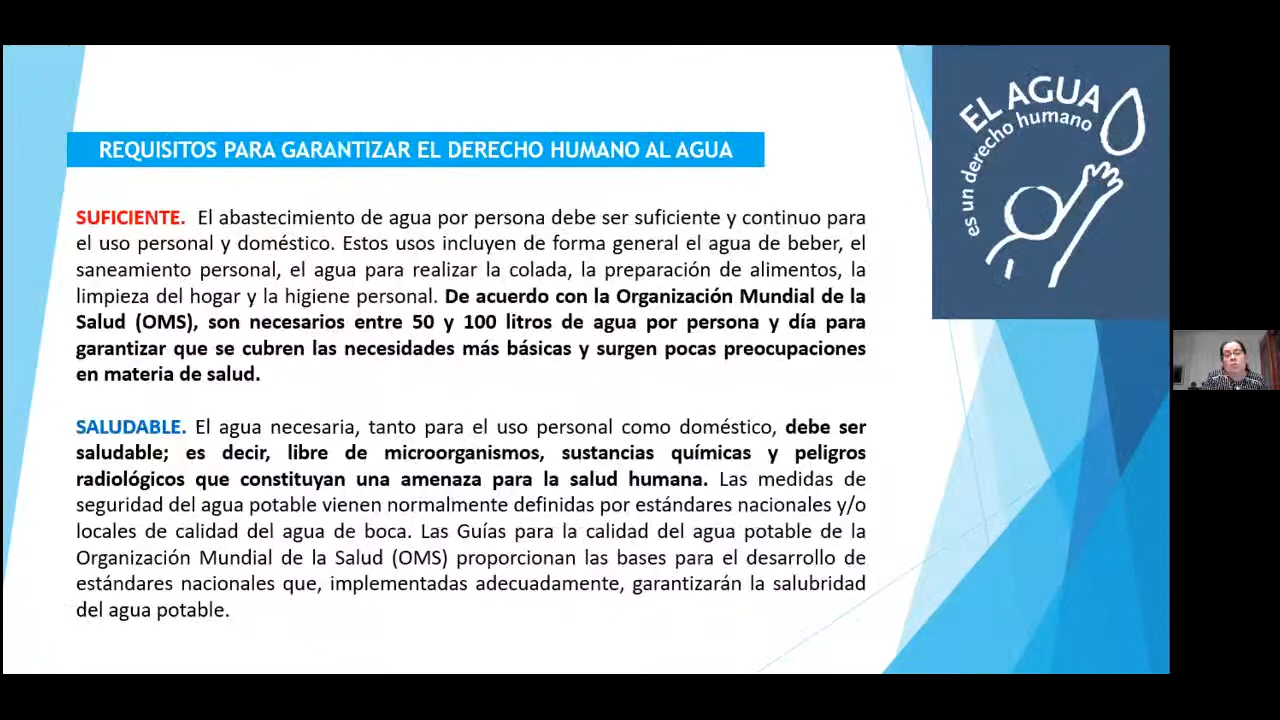 EL AGUA
es un derecho humano
REQUISITOS PARA GARANTIZAR EL DERECHO HUMANO AL AGUA
SUFICIENTE. El abastecimiento de agua por persona debe ser suficiente y continuo para
el uso personal y doméstico. Estos usos incluyen de forma general el agua de beber, el
saneamiento personal, el agua para realizar la colada, la preparación de alimentos, la
limpieza del hogar y la higiene personal. De acuerdo con la Organización Mundial de la
Salud (OMS), son necesarios entre 50 y 100 litros de agua por persona y día para
garantizar que se cubren las necesidades más básicas y surgen pocas preocupaciones
en materia de salud.
SALUDABLE. El agua necesaria, tanto para el uso personal como doméstico, debe ser
saludable; es decir, libre de microorganismos, sustancias químicas y peligros
radiológicos que constituyan una amenaza para la salud humana. Las medidas de
seguridad del agua potable vienen normalmente definidas por estándares nacionales y/o
locales de calidad del agua de boca. Las Guías para la calidad del agua potable de la
Organización Mundial de la Salud (OMS) proporcionan las bases para el desarrollo de
estándares nacionales que, implementadas adecuadamente, garantizarán la salubridad
del agua potable.